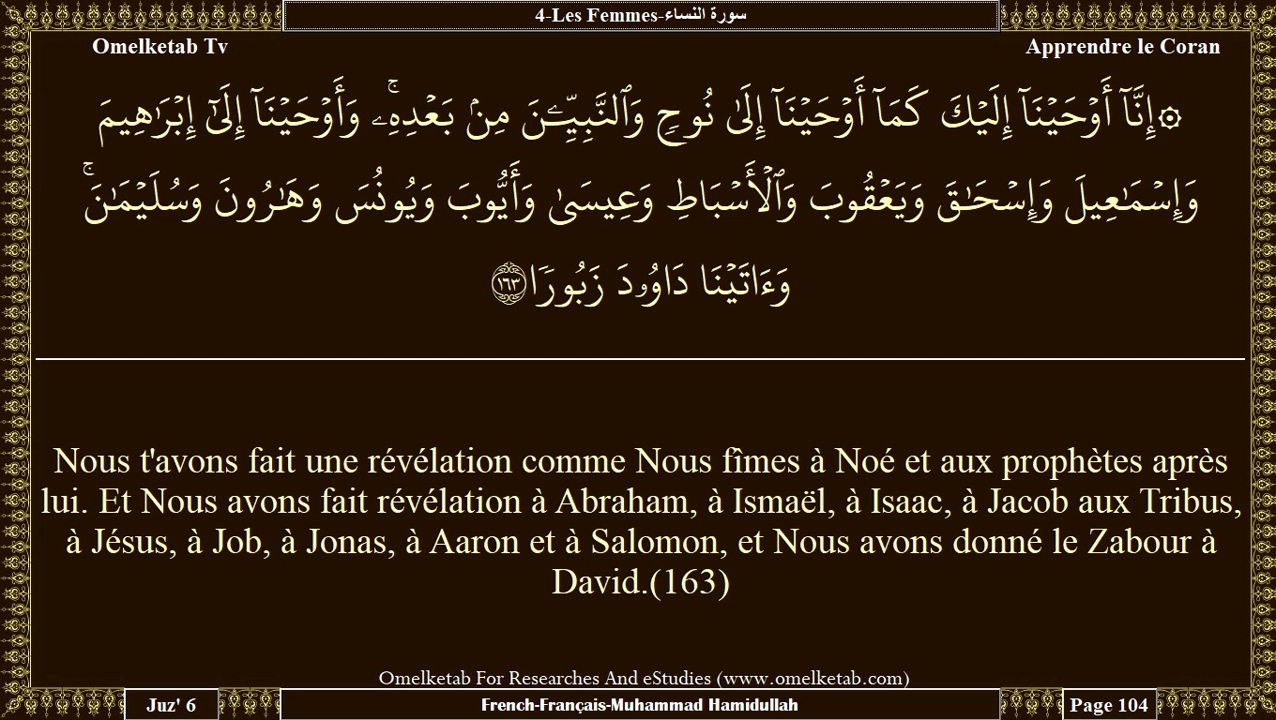 4-Les Femmes-سورة النساء
Omelketab Tv
Apprendre le Coran
۞إِنَّآ أَوۡحَيۡنَآ إِلَيۡكَ كَمَآ أَوۡحَيۡنَآ إِلَىٰ نُوحٖ وَٱلنَّبِيِّـۧنَ مِنۢ بَعۡدِهِۦۚ وَأَوۡحَيۡنَآ إِلَىٰٓ إِبۡرَٰهِيمَ
وَإِسۡمَٰعِيلَ وَإِسۡحَٰقَ وَيَعۡقُوبَ وَٱلۡأَسۡبَاطِ وَعِيسَىٰ وَأَيُّوبَ وَيُونُسَ وَهَٰرُونَ وَسُلَيۡمَٰنَۚ
وَءَاتَيۡنَا دَاوُۥدَ زَبُورٗا ١٦٣
Nous t'avons fait une révélation comme Nous fîmes à Noé et aux prophètes après
lui. Et Nous avons fait révélation à Abraham, à Ismaël, à Isaac, à Jacob aux Tribus,
à Jésus, à Job, à Jonas, à Aaron et à Salomon, et Nous avons donné le Zabour à
David.(163)
Omelketab For Researches And eStudies (www.omelketab.com)
Juz' 6
French-Français-Muhammad Hamidullah
Page 104